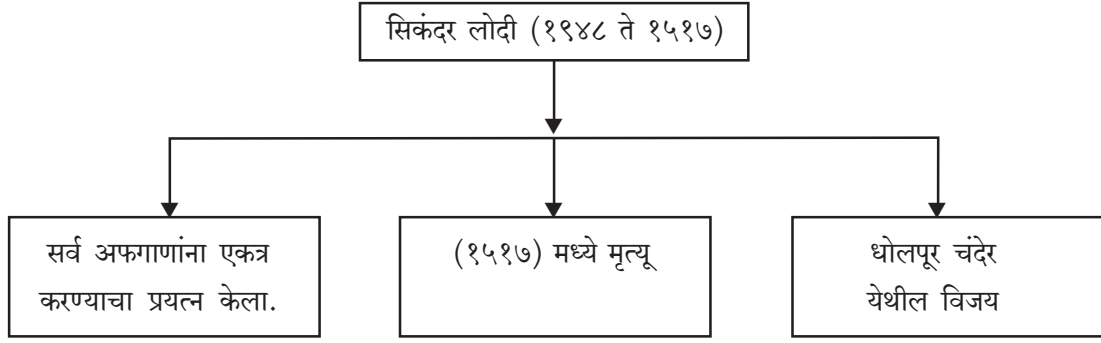 सिकंदर लोदी (१९४८ ते १५१७)
सर्व अफगाणांना एकत्र
करण्याचा प्रयत्न केला.
(१५१७) मध्ये मृत्यू
धोलपूर चंदेर
येथील विजय